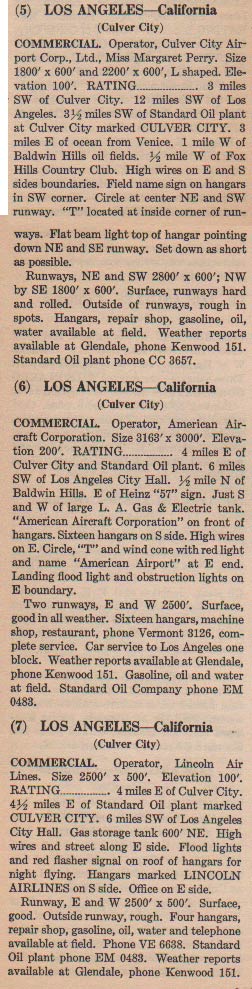 (5) LOS ANGELES—California
(Culver City)
COMMERCIAL. Operator, Culver City Air-
port Corp., Ltd., Miss Margaret Perry. Size
1800' x 600' and 2200' x 600', L shaped. Ele-
vation 100'. RATING.................... 3 miles
SW of Culver City. 12 miles SW of Los
Angeles. 3½ miles SW of Standard Oil plant
at Culver City marked CULVER CITY. 3
miles E of ocean from Venice. 1 mile W of
Baldwin Hills oil fields. ½ mile W of Fox
Hills Country Club. High wires on E and S
sides boundaries. Field name sign on hangars
in SW corner. Circle at center NE and SW
runway. "T" located at inside corner of run-
ways. Flat beam light top of hangar pointing
down NE and SE runway. Set down as short
as possible.
Runways, NE and SW 2800' x 600'; NW
by SE 1800' x 600'. Surface, runways hard
and rolled. Outside of runways, rough in
spots. Hangars, repair shop, gasoline, oil,
water available at field. Weather reports
available at Glendale, phone Kenwood 151.
Standard Oil plant phone CC 3657.
(6) LOS ANGELES—California
(Culver City)
COMMERCIAL. Operator, American Air-
craft Corporation. Size 3163' x 3000'. Eleva-
tion 200'. RATING................ 4 miles E of
Culver City and Standard Oil plant. 6 miles
SW of Los Angeles City Hall. ½ mile N of
Baldwin Hills. E of Heinz "57" sign. Just S
and W of large L. A. Gas & Electric tank.
"American Aircraft Corporation" on front of
hangars. Sixteen hangars on S side. High wires
on E. Circle, "T" and wind cone with red light
and name "American Airport" at E end.
Landing flood light and obstruction lights on
E boundary.
Two runways, E and W 2500'. Surface,
good in all weather. Sixteen hangars, machine
shop, restaurant, phone Vermont 3126, com-
plete service. Car service to Los Angeles one
block. Weather reports available at Glendale,
phone Kenwood 151. Gasoline, oil and water
at field. Standard Oil Company phone EM
0483.
(7) LOS ANGELES—California
(Culver City)
COMMERCIAL. Operator, Lincoln Air
Lines. Size 2500' x 500'. Elevation 100'.
RATING................ 4 miles E of Culver City.
4½ miles E of Standard Oil plant marked
CULVER CITY. 6 miles SW of Los Angeles
City Hall. Gas storage tank 600' NE. High
wires and street along E side. Flood lights
and red flasher signal on roof of hangars for
night flying. Hangars marked LINCOLN
AIRLINES on S side. Office on E side.
Runway, E and W 2500' x 500'. Surface,
good. Outside runway, rough. Four hangars,
repair shop, gasoline, oil, water and telephone
available at field. Phone VE 6638. Standard
Oil plant phone EM 0483. Weather reports
available at Glendale, phone Kenwood 151.